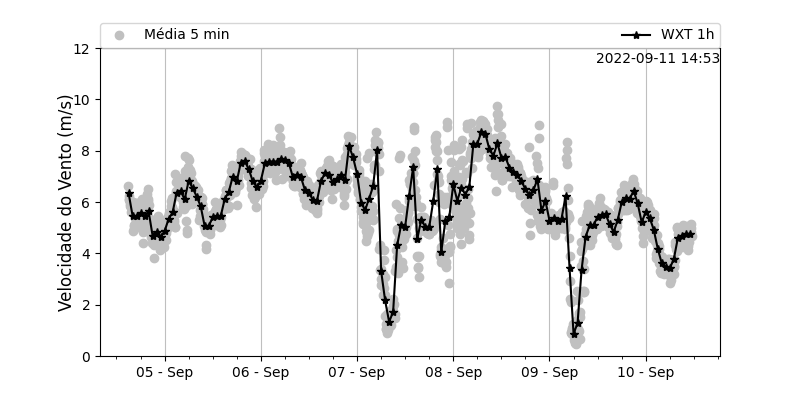 Média 5 min
WXT 1h
2022-09-11 14:53
Velocidade do Vento (m/s)
12
10
8
6
4
2
0
05 - Sep
06 - Sep
07 - Sep
08 - Sep
09 - Sep
10 - Sep